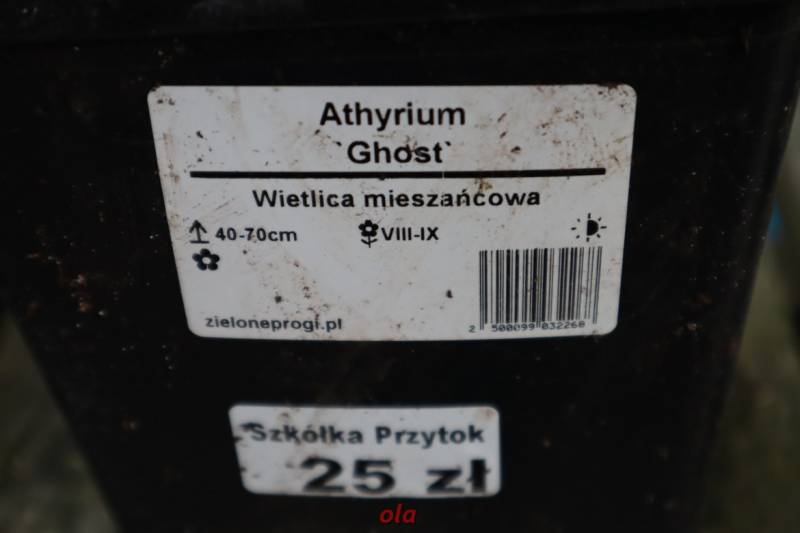 Athyrium
`Ghost`
Wietlica mieszańcowa
40-70cm VIII-IX
zieloneprogi.pl
2 500099 032268
Szkółka Przytok
25 zł
ola